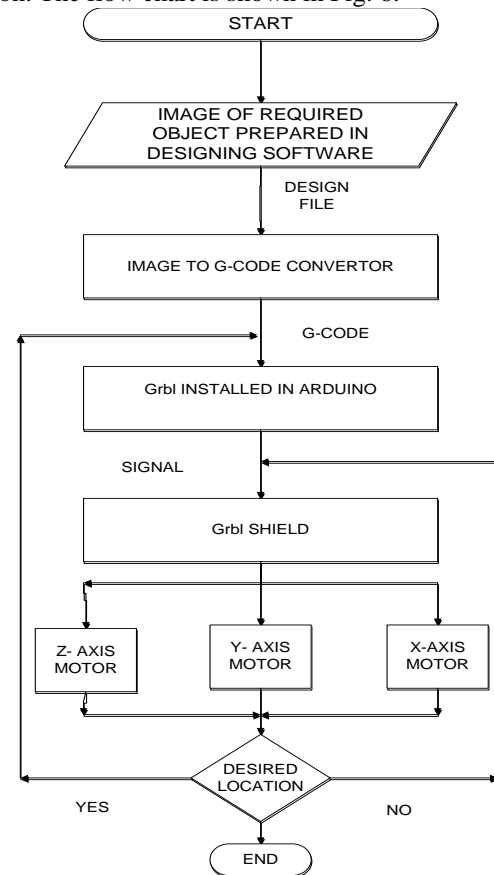 on. The flow chart is shown in Fig. 6.
START
IMAGE OF REQUIRED
OBJECT PREPARED IN
DESIGNING SOFTWARE
DESIGN
FILE
IMAGE TO G-CODE CONVERTOR
G-CODE
Grbl INSTALLED IN ARDUINO
SIGNAL
Grbl SHIELD
Z- AXIS
MOTOR
Y- AXIS
MOTOR
X-AXIS
MOTOR
DESIRED
LOCATION
YES
NO
END